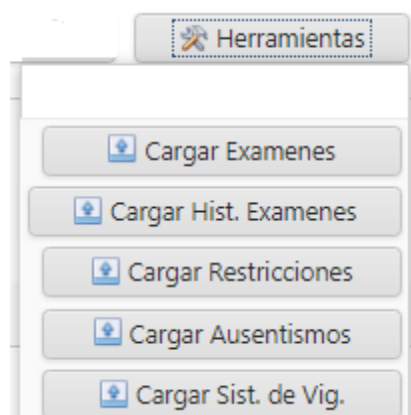 Herramientas
Cargar Examenes
Cargar Hist. Examenes
Cargar Restricciones
Cargar Ausentismos
Cargar Sist. de Vig.